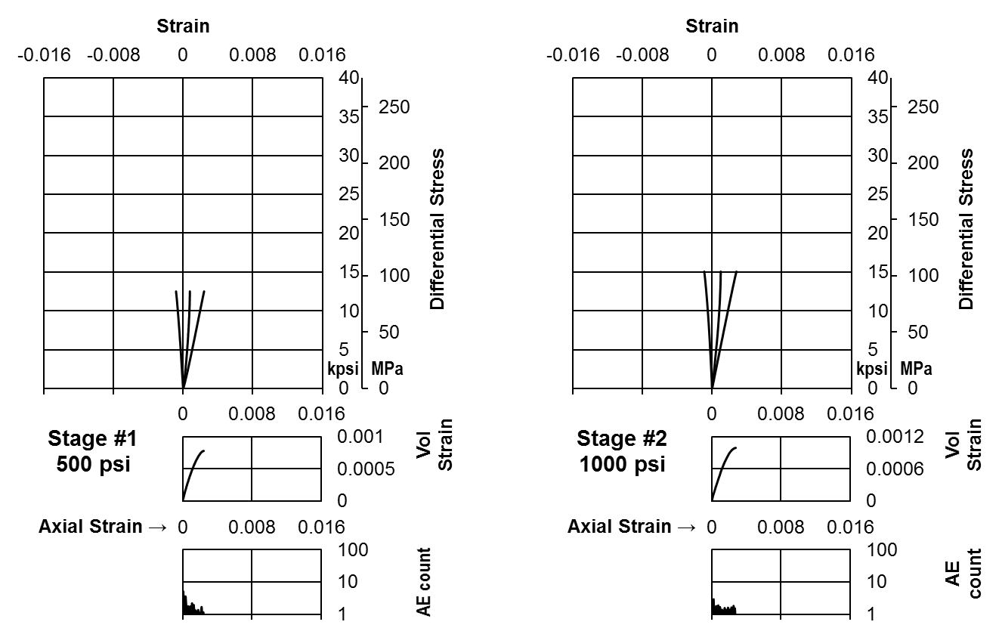 Strain
-0.016 -0.008 0 0.008 0.016
40
250
35
30
200
25
150
20
15
100
10
50
5
kpsi MPa
0 0
Differential Stress
0 0.008 0.016
Stage #1
500 psi
0.001
0.0005
0
Vol
Strain
Axial Strain → 0 0.008 0.016
100
10
1
AE count
Strain
-0.016 -0.008 0 0.008 0.016
40
250
35
30
200
25
150
20
15
100
10
50
5
kpsi MPa
0 0
Differential Stress
0 0.008 0.016
Stage #2
1000 psi
0.0012
0.0006
0
Vol
Strain
Axial Strain → 0 0.008 0.016
100
10
1
AE
count